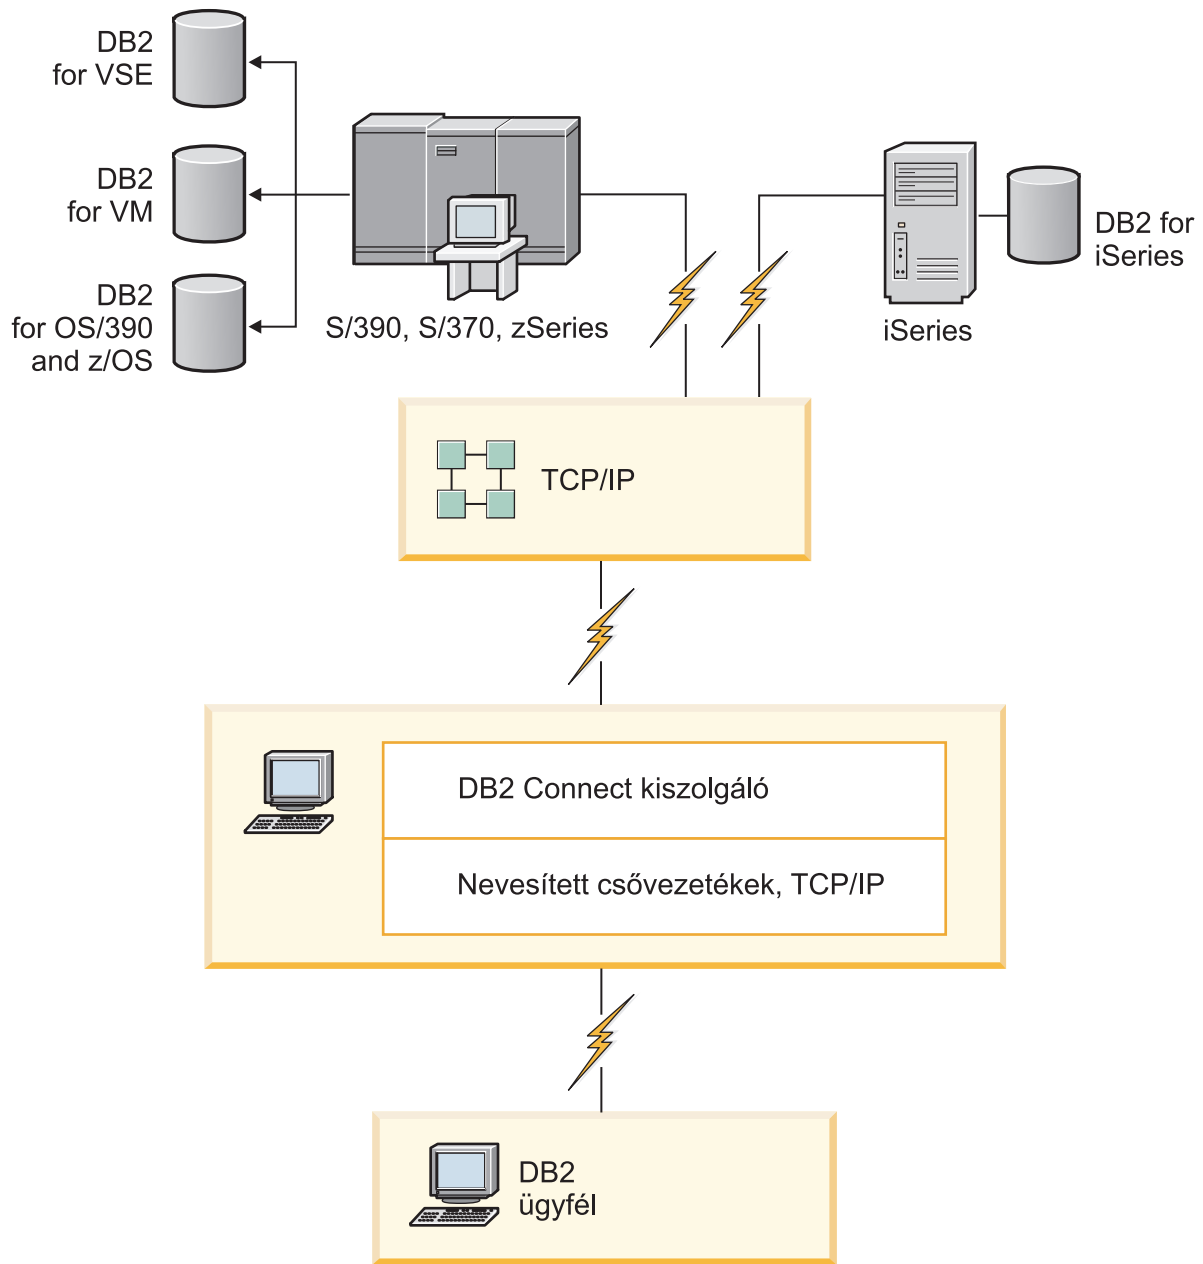 DB2
for VSE
DB2
for VM
DB2
for OS/390
and z/OS
S/390, S/370, zSeries
iSeries
DB2 for
iSeries
TCP/IP
DB2 Connect kiszolgáló
Nevesített csővezetékek, TCP/IP
DB2
ügyfél